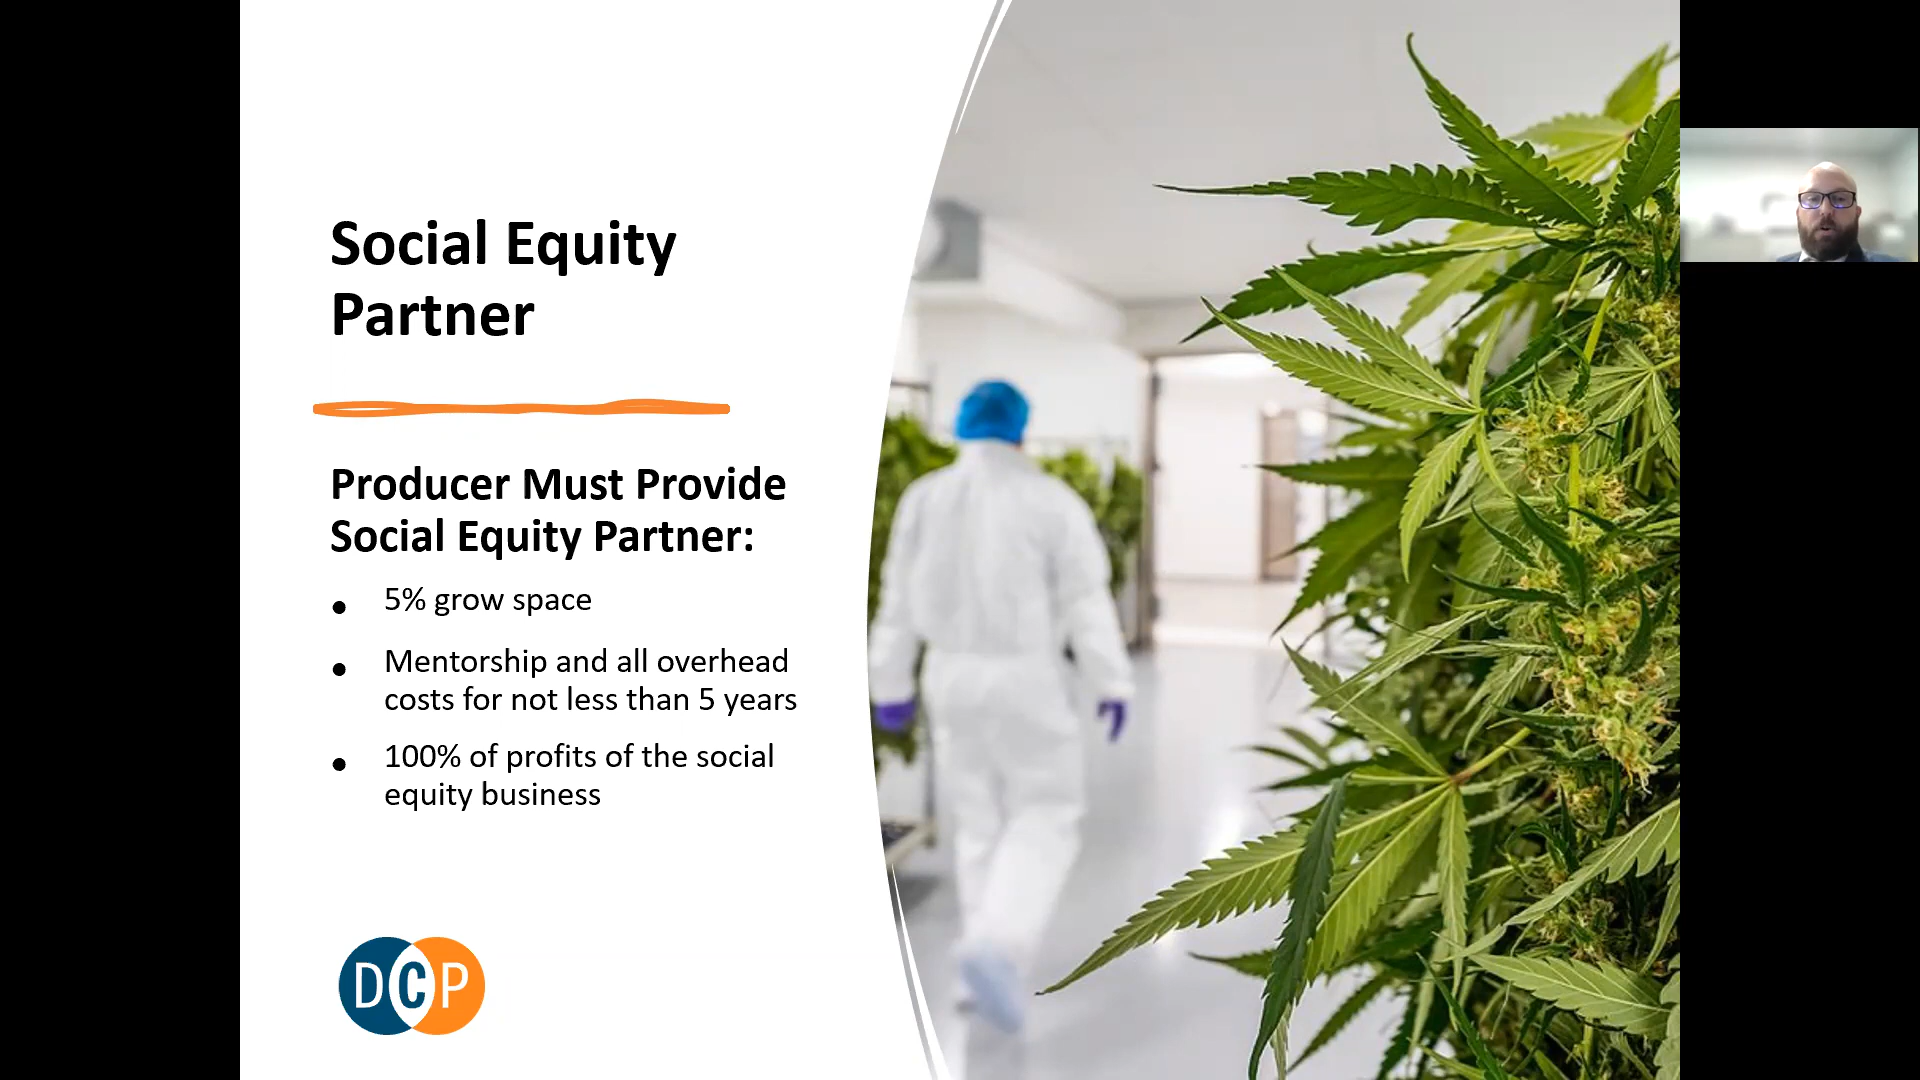 Social Equity
Partner
Producer Must Provide
Social Equity Partner:
• 5% grow space
• Mentorship and all overhead
costs for not less than 5 years
• 100% of profits of the social
equity business
DCP